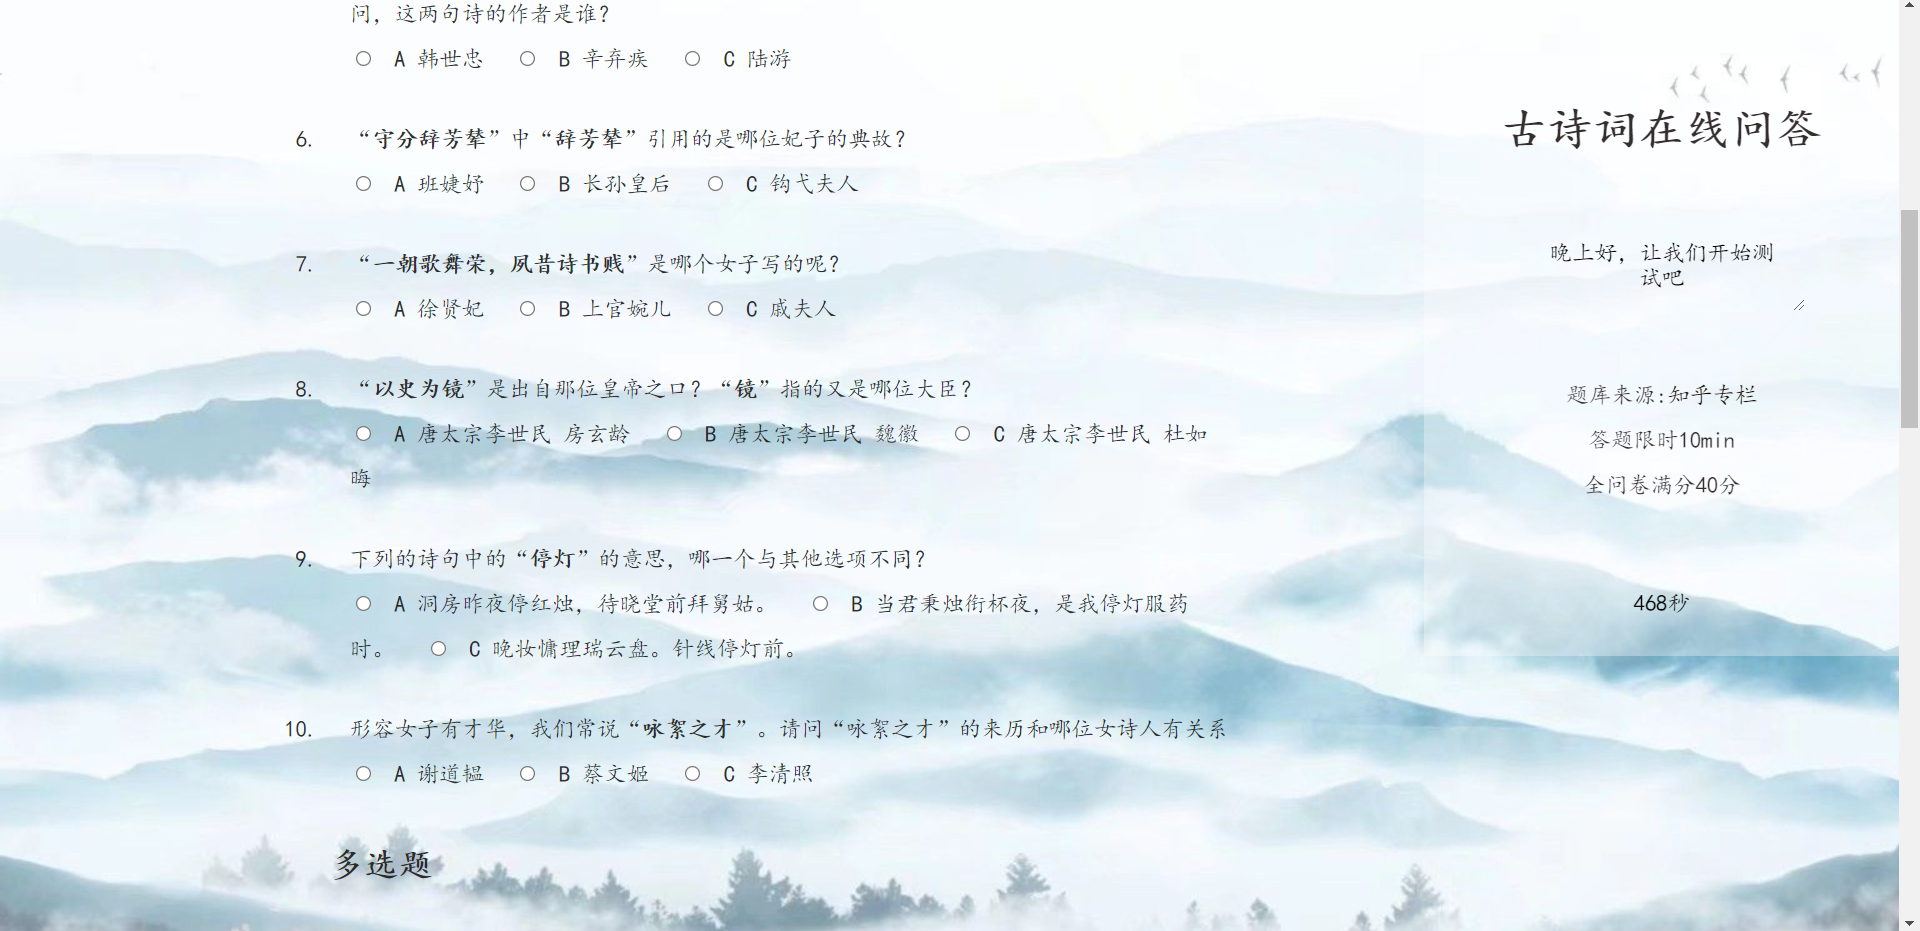 问，这两句诗的作者是谁？
A 韩世忠 B 辛弃疾 C 陆游
6. “守分辞芳辇”中“辞芳辇”引用的是哪位妃子的典故？
A 班婕妤 B 长孙皇后 C 钩弋夫人
7. “一朝歌舞荣，夙昔诗书贱”是哪个女子写的呢？
A 徐贤妃 B 上官婉儿 C 戚夫人
8. “以史为镜”是出自那位皇帝之口？“镜”指的又是哪位大臣？
A 唐太宗李世民 房玄龄 B 唐太宗李世民 魏徽 C 唐太宗李世民 杜如
晦
9. 下列的诗句中的“停灯”的意思，哪一个与其他选项不同？
A 洞房昨夜停红烛，待晓堂前拜舅姑。 B 当君秉烛衔杯夜，是我停灯服药
时。 C 晚妆慵理瑞云盘。针线停灯前。
10. 形容女子有才华，我们常说“咏絮之才”。请问“咏絮之才”的来历和哪位女诗人有关系
A 谢道韫 B 蔡文姬 C 李清照
多选题
古诗词在线问答
晚上好，让我们开始测
试吧
题库来源:知乎专栏
答题限时10min
全问卷满分40分
468秒